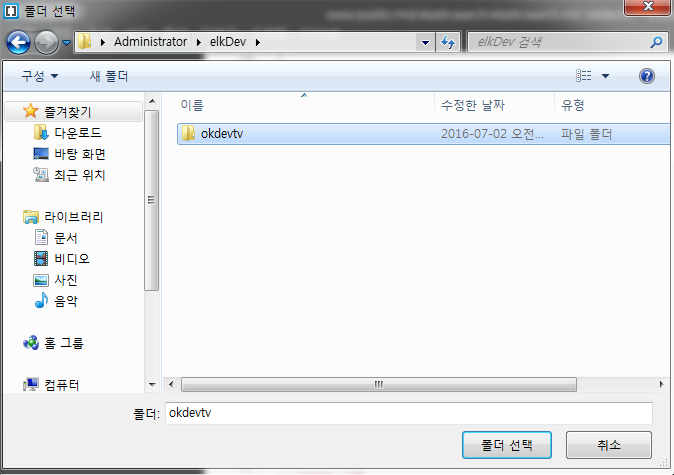 폴더 선택
Administrator elkDev
elkDev 검색
구성 새 폴더
이름 수정한 날짜 유형
okdevtv 2016-07-02 오전... 파일 폴더
즐겨찾기
다운로드
바탕 화면
최근 위치
라이브러리
문서
비디오
사진
음악
홈 그룹
컴퓨터
폴더: okdevtv
폴더 선택 취소